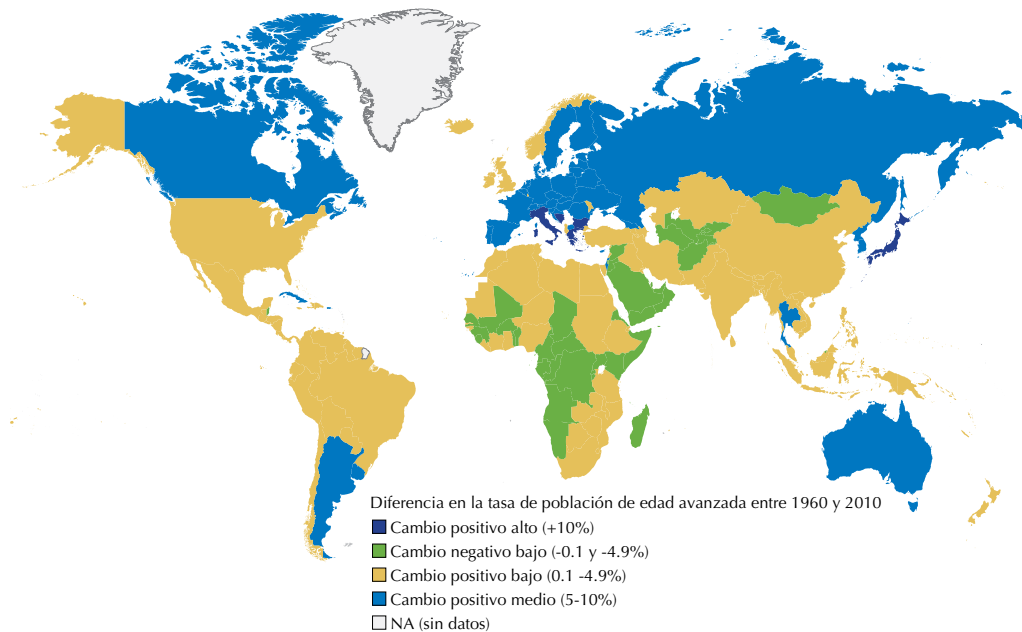 Diferencia en la tasa de población de edad avanzada entre 1960 y 2010
Cambio positivo alto (+10%)
Cambio negativo bajo (-0.1 y -4.9%)
Cambio positivo bajo (0.1 -4.9%)
Cambio positivo medio (5-10%)
NA (sin datos)